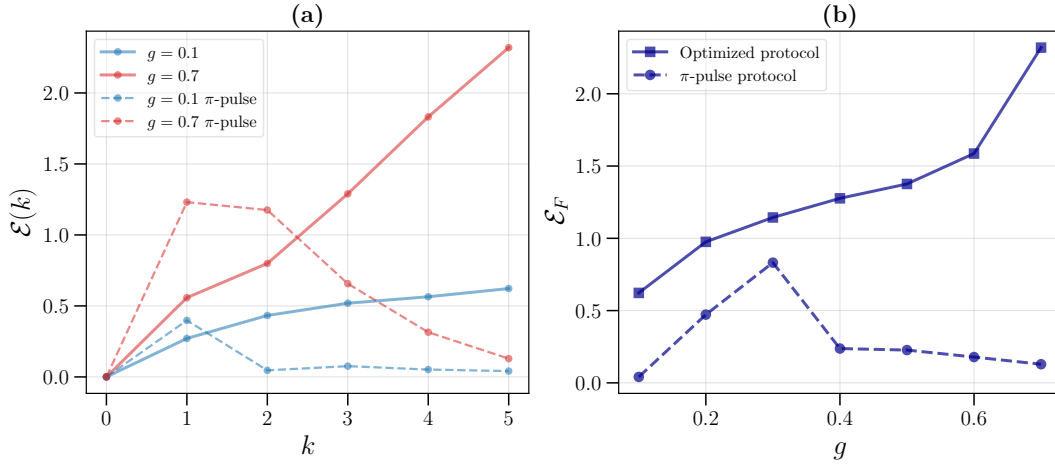 (a)
g = 0.1
g = 0.7
g = 0.1 π-pulse
g = 0.7 π-pulse
2.0
1.5
1.0
0.5
0.0
ℰ(k)
0 1 2 3 4 5
k
(b)
Optimized protocol
π-pulse protocol
2.0
1.5
1.0
0.5
0.0
ℰ_F
0.2 0.4 0.6
g